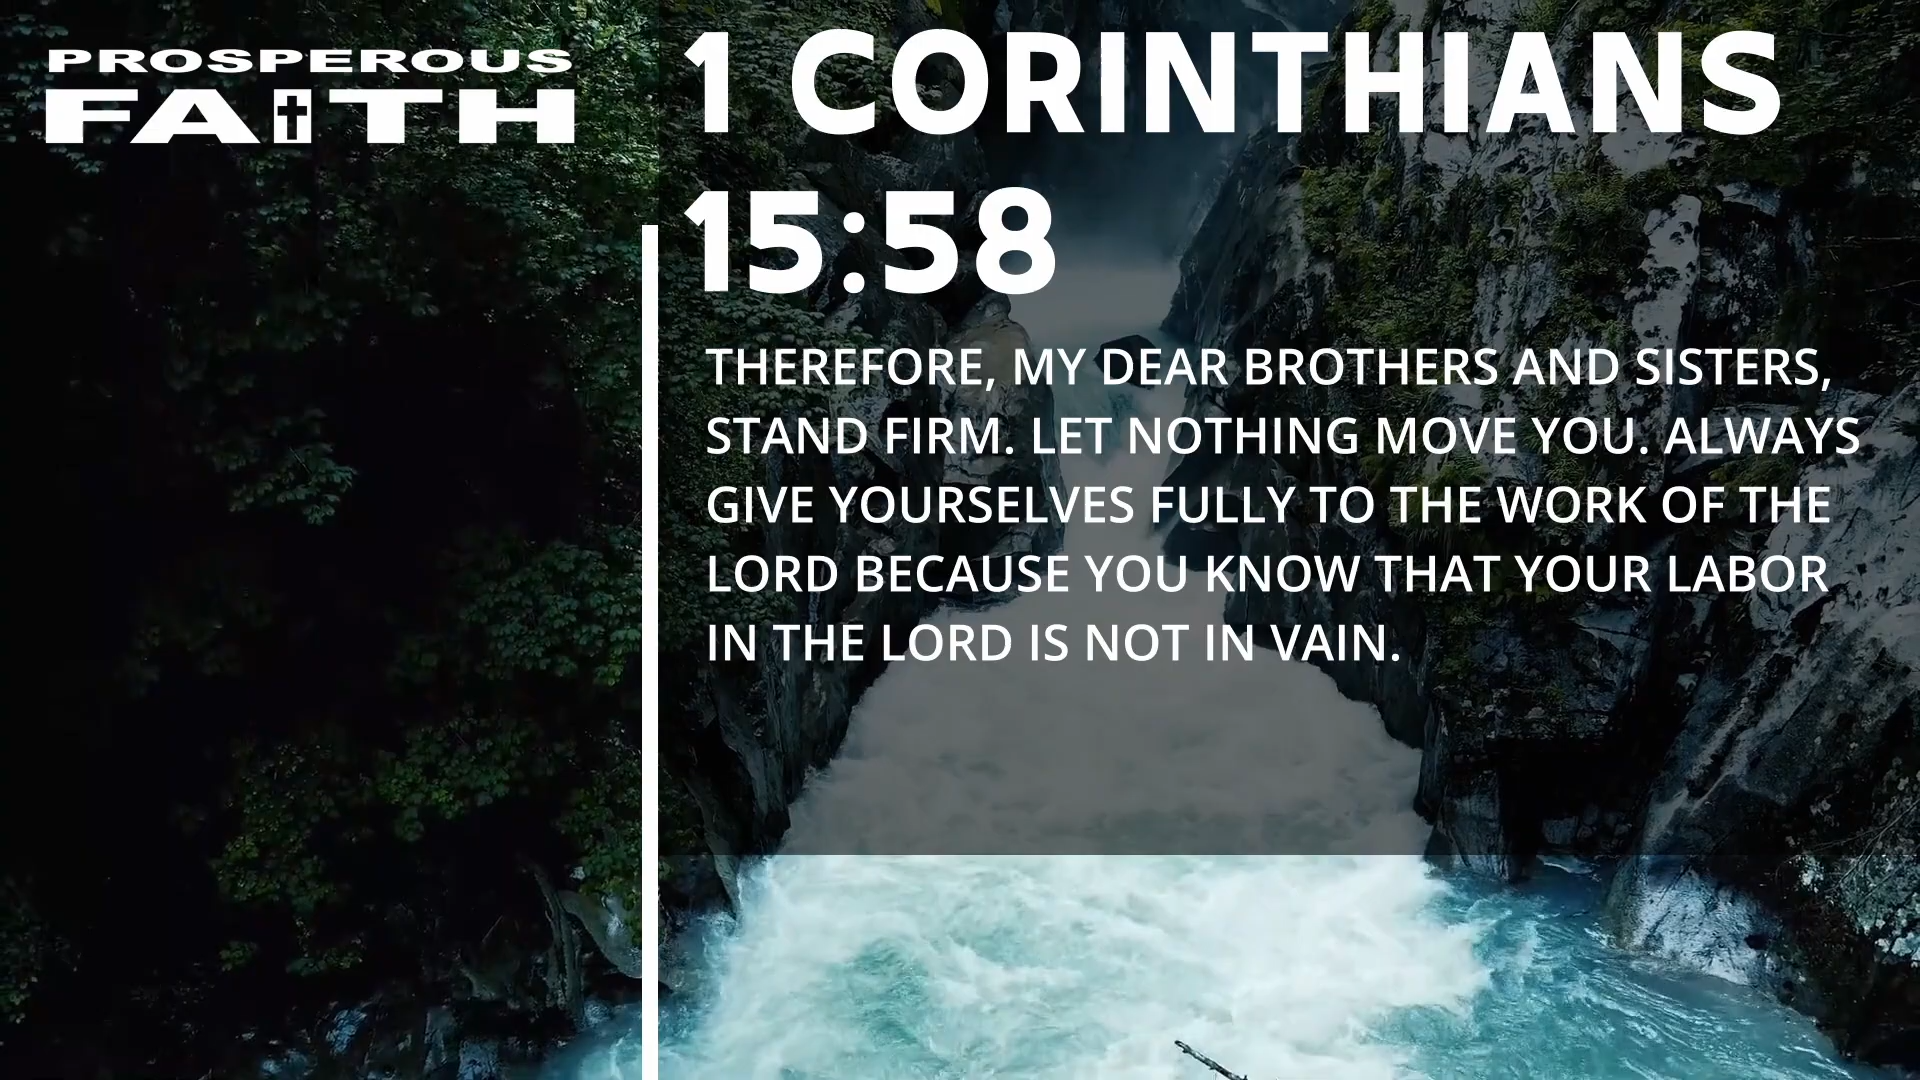 PROSPEROUS
FAITH
1 CORINTHIANS
15:58
THEREFORE, MY DEAR BROTHERS AND SISTERS,
STAND FIRM. LET NOTHING MOVE YOU. ALWAYS
GIVE YOURSELVES FULLY TO THE WORK OF THE
LORD BECAUSE YOU KNOW THAT YOUR LABOR
IN THE LORD IS NOT IN VAIN.